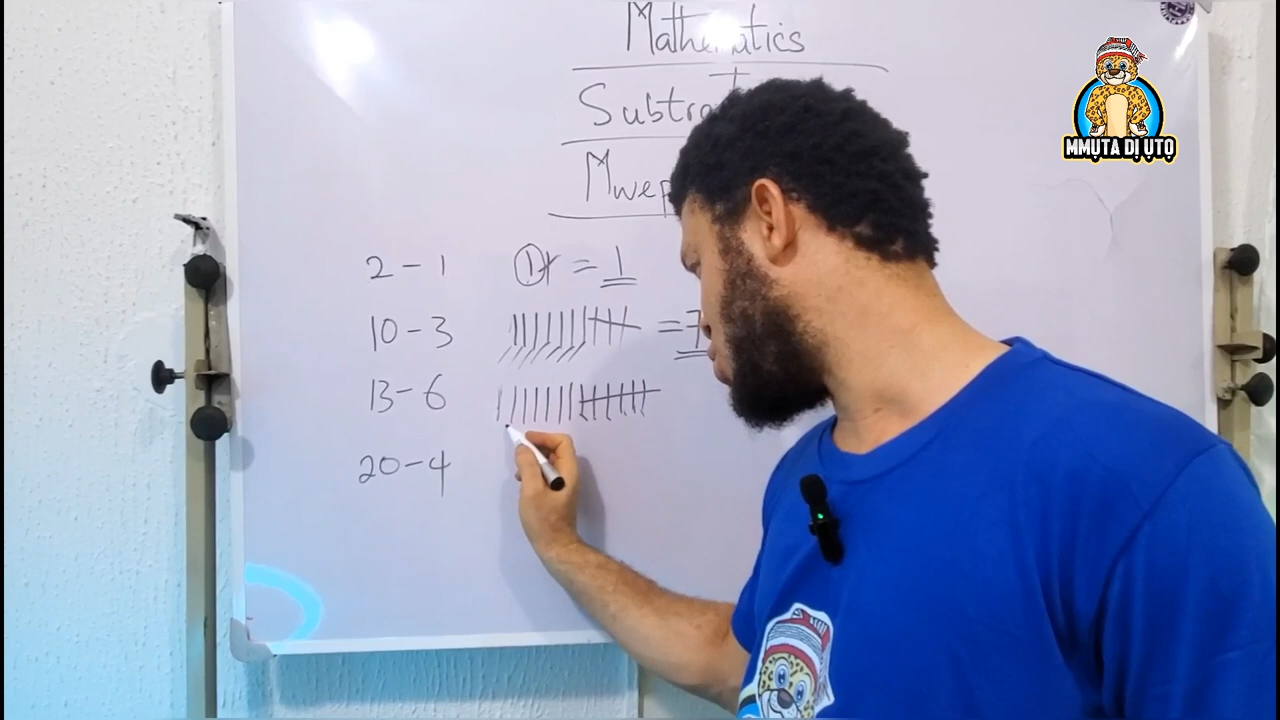 Mathematics
MMỤTA DỊ ỤTỌ
2 - 1 = 1
10 - 3 = 7
13 - 6
20 - 4